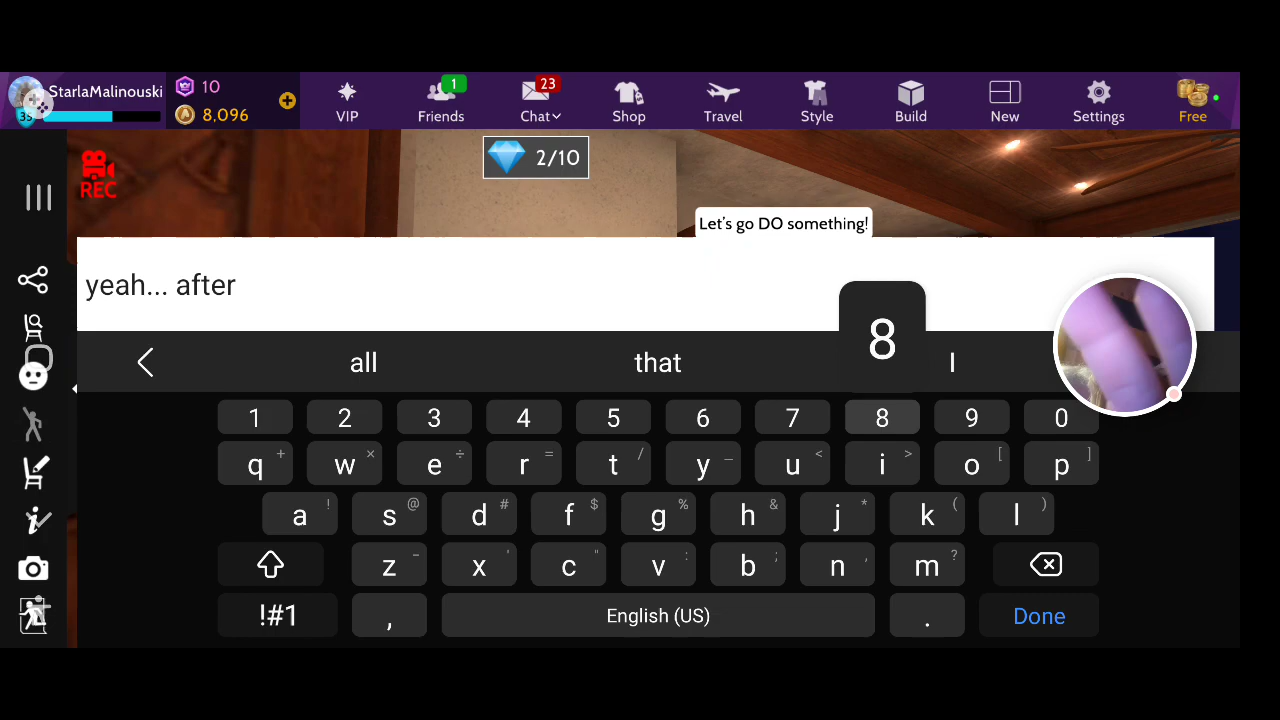 StarlaMalinouski
35
10
8,096
VIP
1
Friends
23
Chat
Shop
Travel
Style
Build
New
Settings
Free
REC
2/10
Let's go DO something!
yeah... after
8
all that I
1 2 3 4 5 6 7 8 9 0
q + w × e ÷ r = t / y _ u < i > o [ p ]
a ! s @ d # f $ g % h & j * k ( l )
z - x ' c " v : b ; n , m ?
!#1 , English (US) . Done